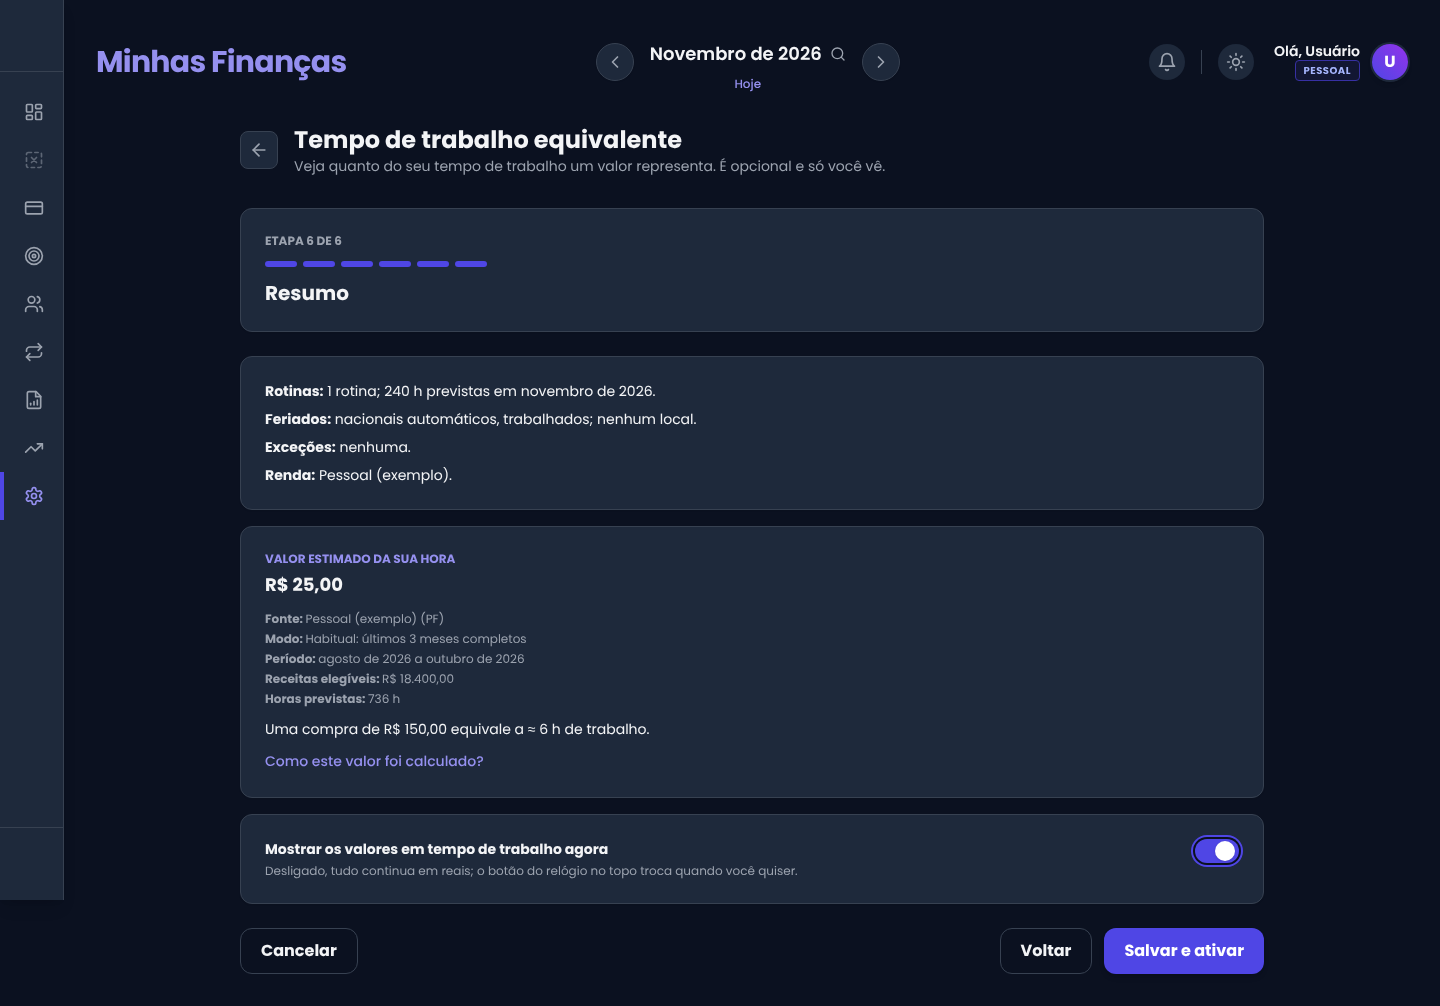 Minhas Finanças
Novembro de 2026
Hoje
Olá, Usuário
PESSOAL
U
Tempo de trabalho equivalente
Veja quanto do seu tempo de trabalho um valor representa. É opcional e só você vê.
ETAPA 6 DE 6
Resumo
Rotinas: 1 rotina; 240 h previstas em novembro de 2026.
Feriados: nacionais automáticos, trabalhados; nenhum local.
Exceções: nenhuma.
Renda: Pessoal (exemplo).
VALOR ESTIMADO DA SUA HORA
R$ 25,00
Fonte: Pessoal (exemplo) (PF)
Modo: Habitual: últimos 3 meses completos
Período: agosto de 2026 a outubro de 2026
Receitas elegíveis: R$ 18.400,00
Horas previstas: 736 h
Uma compra de R$ 150,00 equivale a ≈ 6 h de trabalho.
Como este valor foi calculado?
Mostrar os valores em tempo de trabalho agora
Desligado, tudo continua em reais; o botão do relógio no topo troca quando você quiser.
Cancelar
Voltar
Salvar e ativar